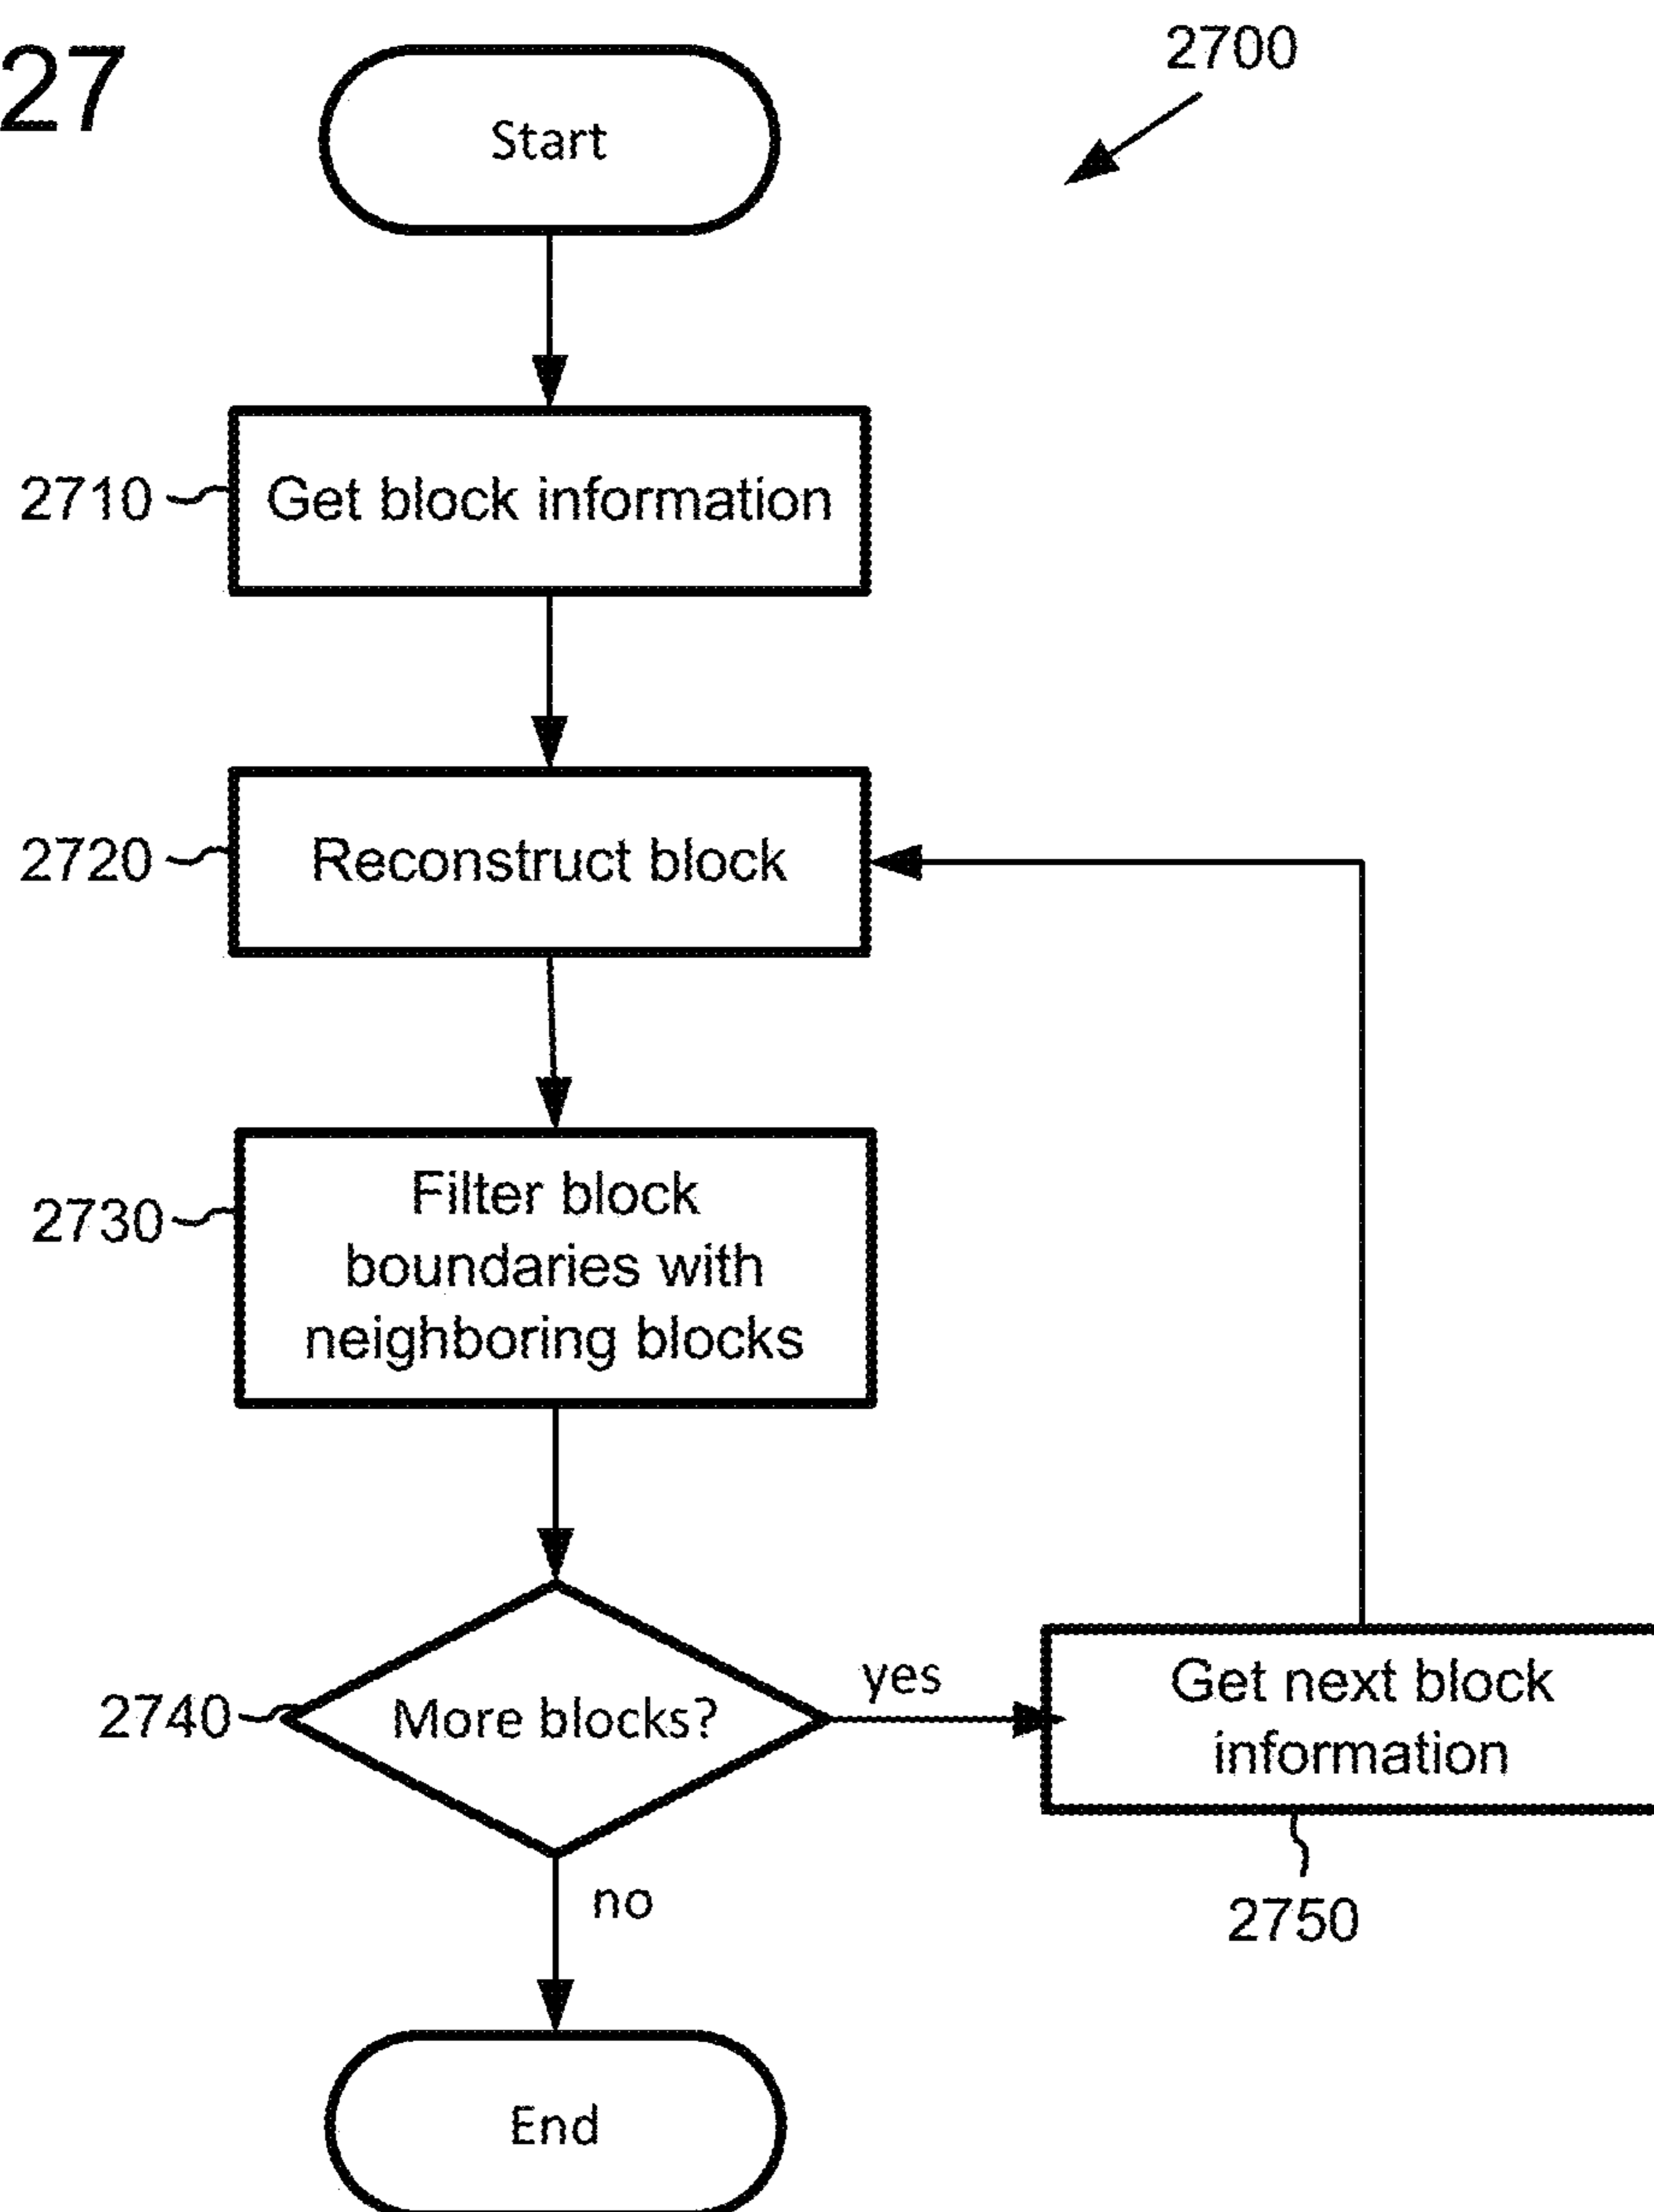 27
2700
Start
2710
Get block information
2720
Reconstruct block
2730
Filter block
boundaries with
neighboring blocks
2740
More blocks?
yes
Get next block
information
2750
no
End